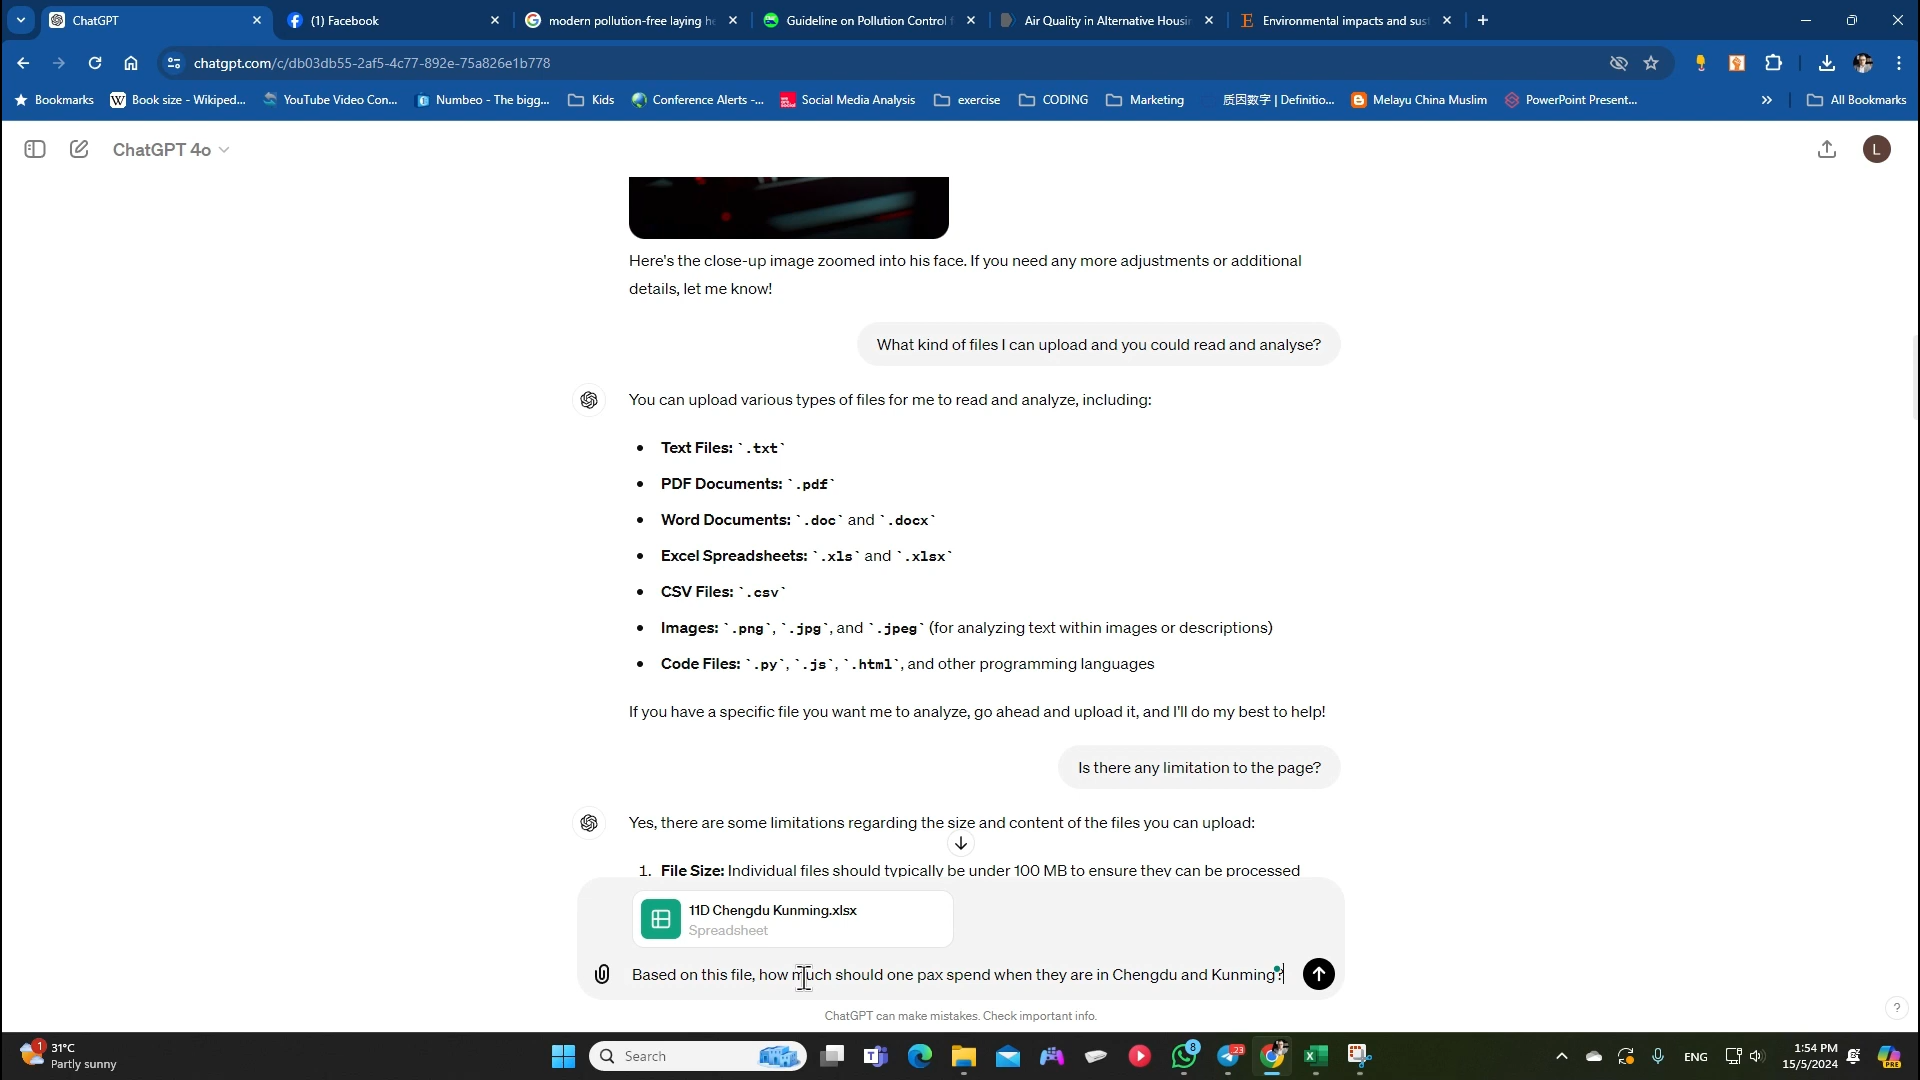 ChatGPT
(1) Facebook
modern pollution-free laying he
Guideline on Pollution Control f
Air Quality in Alternative Housin
Environmental impacts and sust
chatgpt.com/c/db03db55-2af5-4c77-892e-75a826e1b778
Bookmarks
Book size - Wikiped...
YouTube Video Con...
Numbeo - The bigg...
Kids
Conference Alerts -...
Social Media Analysis
exercise
CODING
Marketing
质因数字 | Definitio...
Melayu China Muslim
PowerPoint Present...
All Bookmarks
ChatGPT 4o
L
Here's the close-up image zoomed into his face. If you need any more adjustments or additional
details, let me know!
What kind of files I can upload and you could read and analyse?
You can upload various types of files for me to read and analyze, including:
• Text Files: `.txt`
• PDF Documents: `.pdf`
• Word Documents: `.doc` and `.docx`
• Excel Spreadsheets: `.xls` and `.xlsx`
• CSV Files: `.csv`
• Images: `.png`, `.jpg`, and `.jpeg` (for analyzing text within images or descriptions)
• Code Files: `.py`, `.js`, `.html`, and other programming languages
If you have a specific file you want me to analyze, go ahead and upload it, and I'll do my best to help!
Is there any limitation to the page?
Yes, there are some limitations regarding the size and content of the files you can upload:
1. File Size: Individual files should typically be under 100 MB to ensure they can be processed
11D Chengdu Kunming.xlsx
Spreadsheet
Based on this file, how much should one pax spend when they are in Chengdu and Kunming?
ChatGPT can make mistakes. Check important info.
?
1
31°C
Partly sunny
Search
8
23
ENG
1:54 PM
15/5/2024
PRE